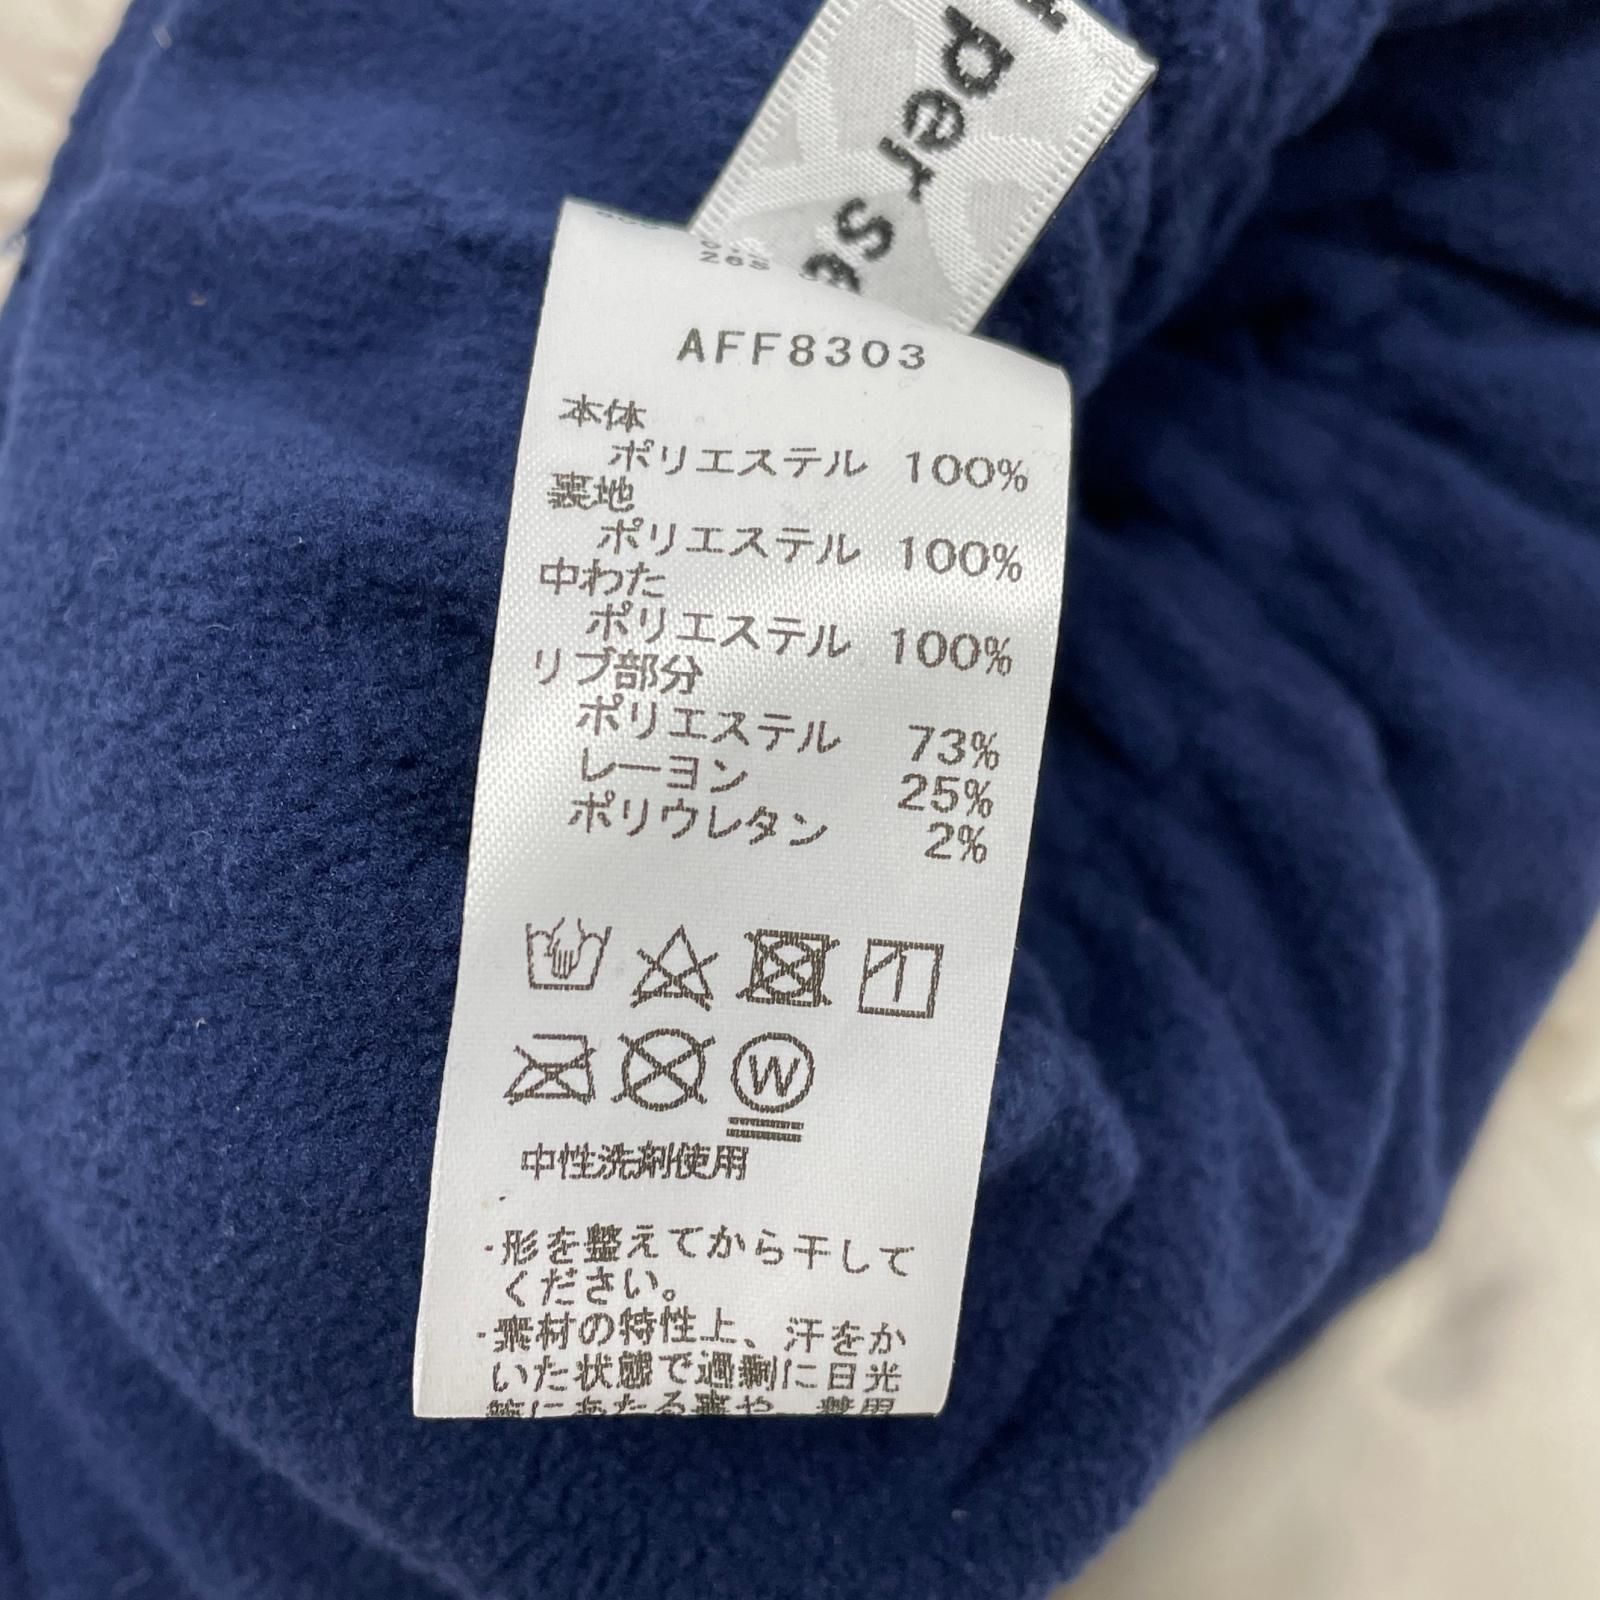 per se
AFF8303
本体
ポリエステル 100%
裏地
ポリエステル 100%
中わた
ポリエステル 100%
リブ部分
ポリエステル 73%
レーヨン 25%
ポリウレタン 2%
W
中性洗剤使用
・形を整えてから干して
ください。
・素材の特性上、汗をか
いた状態で過剰に日光